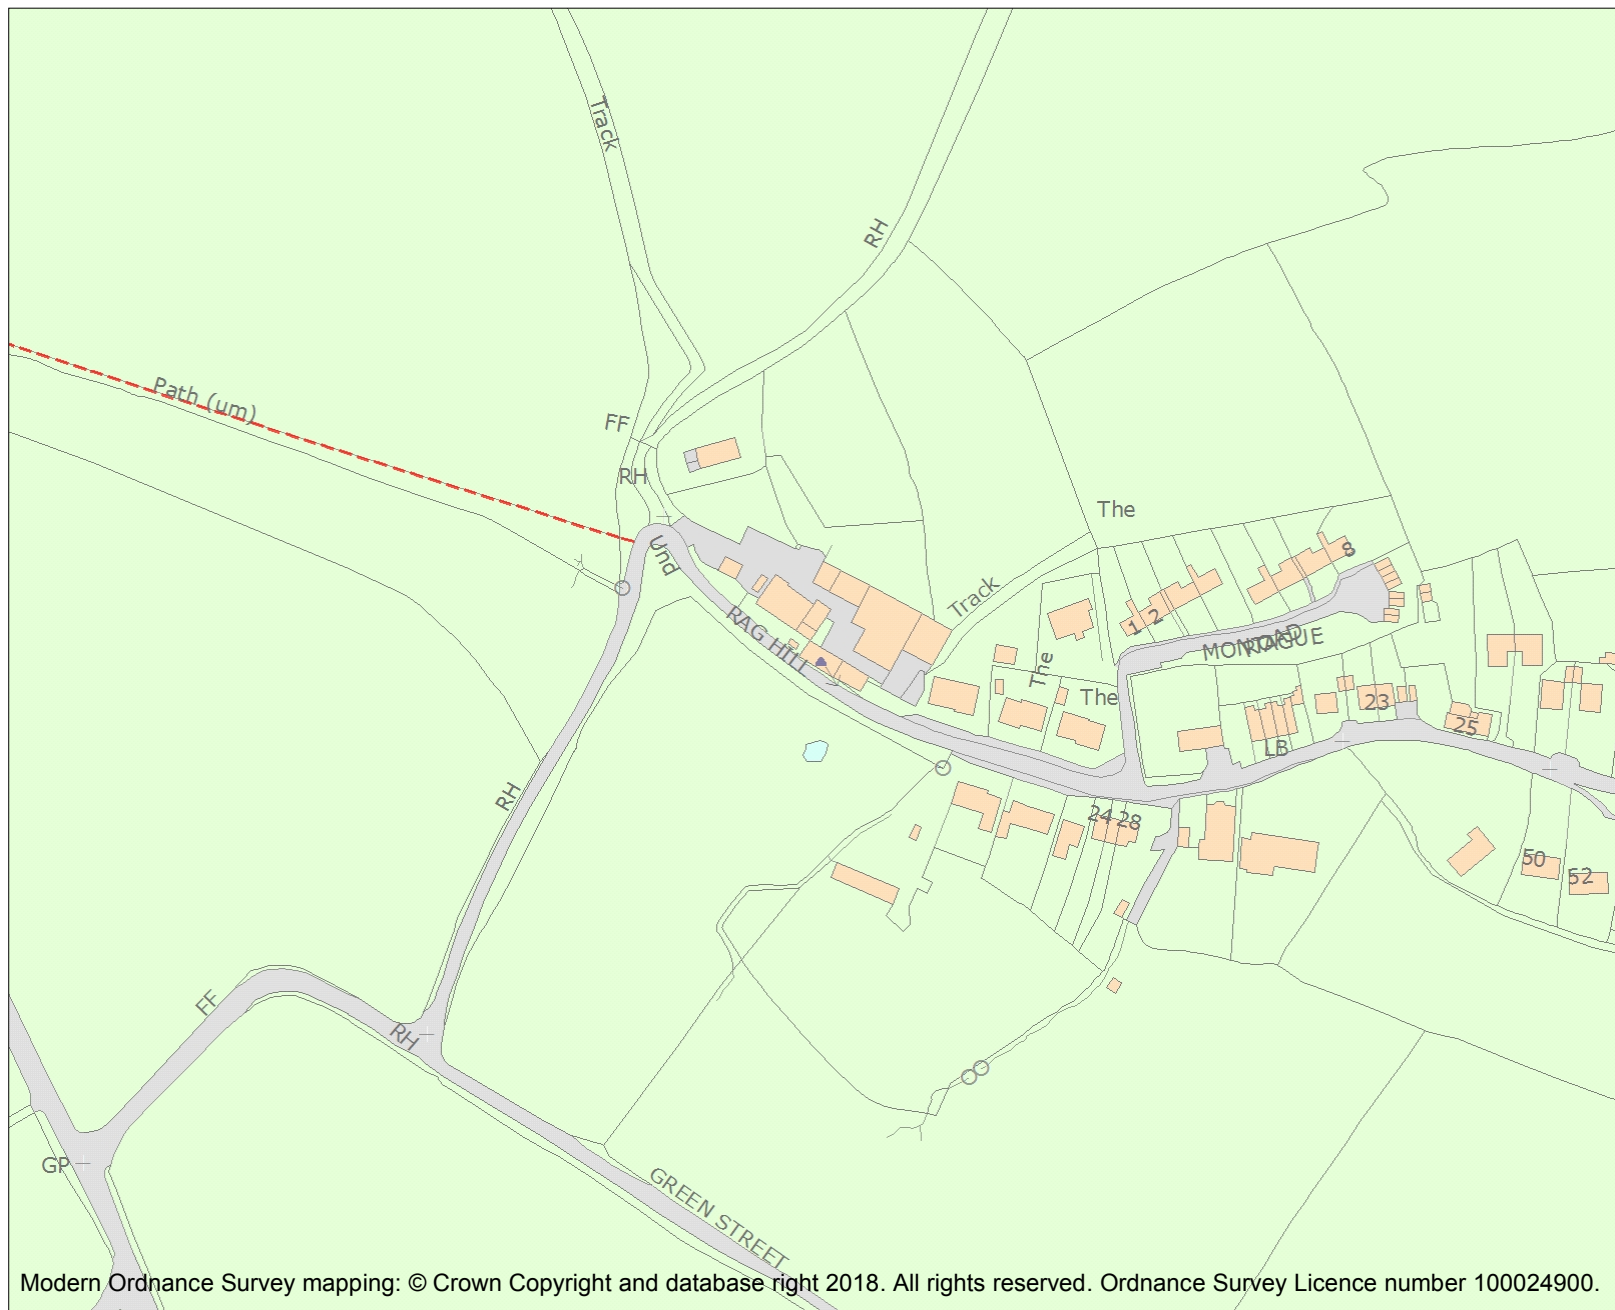 Track
RH
Path (um)
FF
RH
Und
The
Track
RAG HILL
1
2
8
MONTAGUE
ROAD
The
The
23
25
LB
RH
24
28
50
52
FF
RH
GP
GREEN STREET
Modern Ordnance Survey mapping: © Crown Copyright and database right 2018. All rights reserved. Ordnance Survey Licence number 100024900.